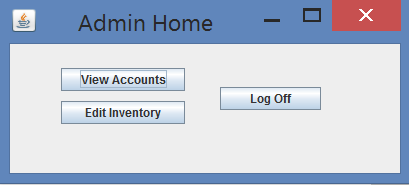 Admin Home
View Accounts
Edit Inventory
Log Off